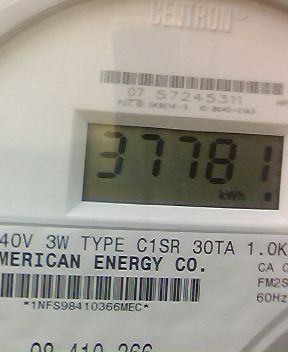 CENTRON
07 57245311
37781
kWh
40V 3W TYPE C1SR 30TA 1.0K
MERICAN ENERGY CO.
CA 0
FM2S
60Hz
*1NFS98410366MEC*
98 410 366